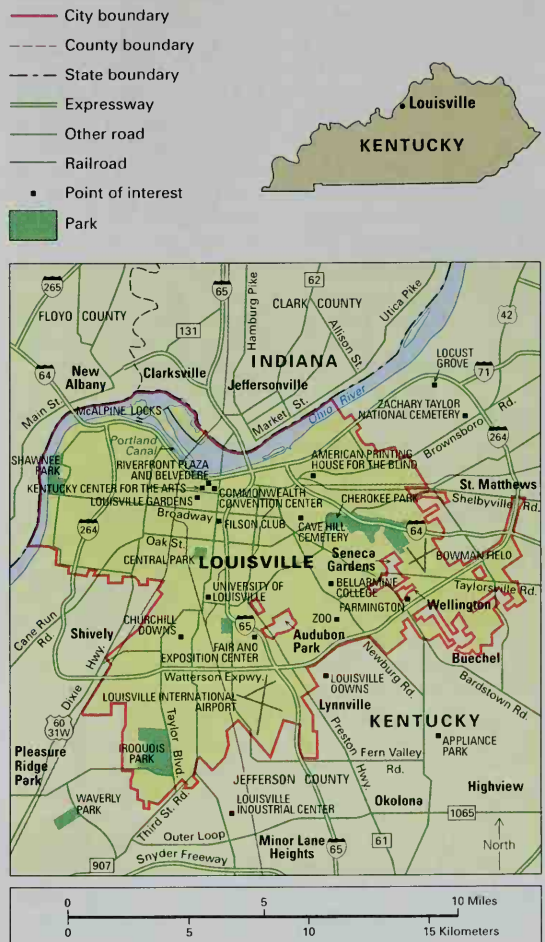 City boundary
County boundary
State boundary
Expressway
Other road
Railroad
Point of interest
Park
Louisville
KENTUCKY
265
FLOYO COUNTY
65
Hamburg Pike
62
CLARK COUNTY
Utica Pike
42
131
Allison St.
INDIANA
LOCUST
GROVE
71
64
New
Albany
Clarksville
Jeffersonville
Market St.
Ohio River
ZACHARY TAYLOR
NATIONAL CEMETERY
Main St.
McALPINE LOCKS
Brownsboro Rd.
264
Portland
Canal
SHAWNEE
PARK
RIVERFRONT PLAZA
AND BELVEDERE
AMERICAN PRINTING
HOUSE FOR THE BLIND
St. Matthews
KENTUCKY CENTER FOR THE ARTS
LOUISVILLE GARDENS
COMMONWEALTH
CONVENTION CENTER
CHEROKEE PARK
Shelbyville Rd.
264
Broadway
FILSON CLUB
CAVE HILL
CEMETERY
64
Oak St.
CENTRAL PARK
LOUISVILLE
Seneca
Gardens
BOWMAN FIELD
UNIVERSITY OF
LOUISVILLE
BELLARMINE
COLLEGE
Taylorsville Rd.
FARMINGTON
Wellington
Cane Run
Rd.
Shively
CHURCHILL
DOWNS
65
ZOO
Audubon
Park
FAIR ANO
EXPOSITION CENTER
Buechel
Dixie Hwy.
Watterson Expwy.
Newburg Rd.
LOUISVILLE
OOWNS
Bardstown Rd.
LOUISVILLE INTERNATIONAL
AIRPORT
Lynnville
KENTUCKY
60
31W
Pleasure
Ridge
Park
IROQUOIS
PARK
Taylor Blvd.
Preston Hwy.
APPLIANCE
PARK
Fern Valley
Rd.
JEFFERSON COUNTY
WAVERLY
PARK
Third St. Rd.
LOUISVILLE
INDUSTRIAL CENTER
Okolona
Highview
1065
Outer Loop
Minor Lane
Heights
65
61
North
907
Snyder Freeway
0 5 10 Miles
0 5 10 15 Kilometers